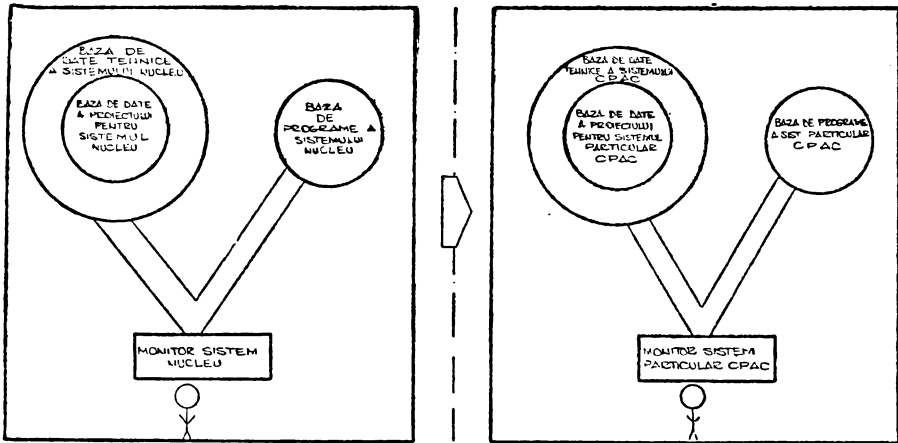 BAZA DE
DATE TEHNICE
A SISTEMULUI NUCLEU
BAZA DE DATE
A PROIECTULUI
PENTRU
SISTEMUL
NUCLEU
BAZA
DE
PROGRAME A
SISTEMULUI
NUCLEU
MONITOR SISTEM
NUCLEU
BAZA DE DATE
TEHNICE A SISTEMULUI
CPAC
BAZA DE DATE
A PROIECTULUI
PENTRU SISTEMUL
PARTICULAR
CPAC
BAZA DE PROGRAME
A SIST PARTICULAR
CPAC
MONITOR SISTEM
PARTICULAR CPAC